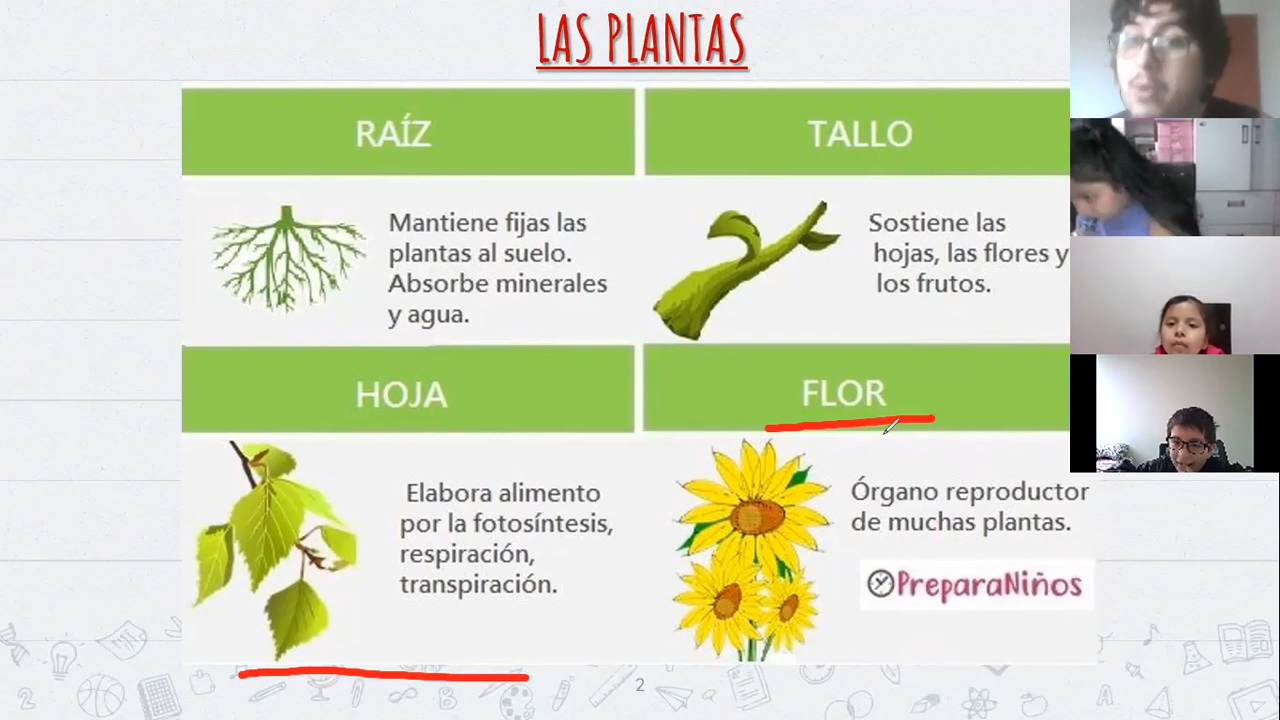 LAS PLANTAS
RAÍZ
Mantiene fijas las
plantas al suelo.
Absorbe minerales
y agua.
TALLO
Sostiene las
hojas, las flores y
los frutos.
HOJA
Elabora alimento
por la fotosíntesis,
respiración,
transpiración.
FLOR
Órgano reproductor
de muchas plantas.
PreparaNiños
2